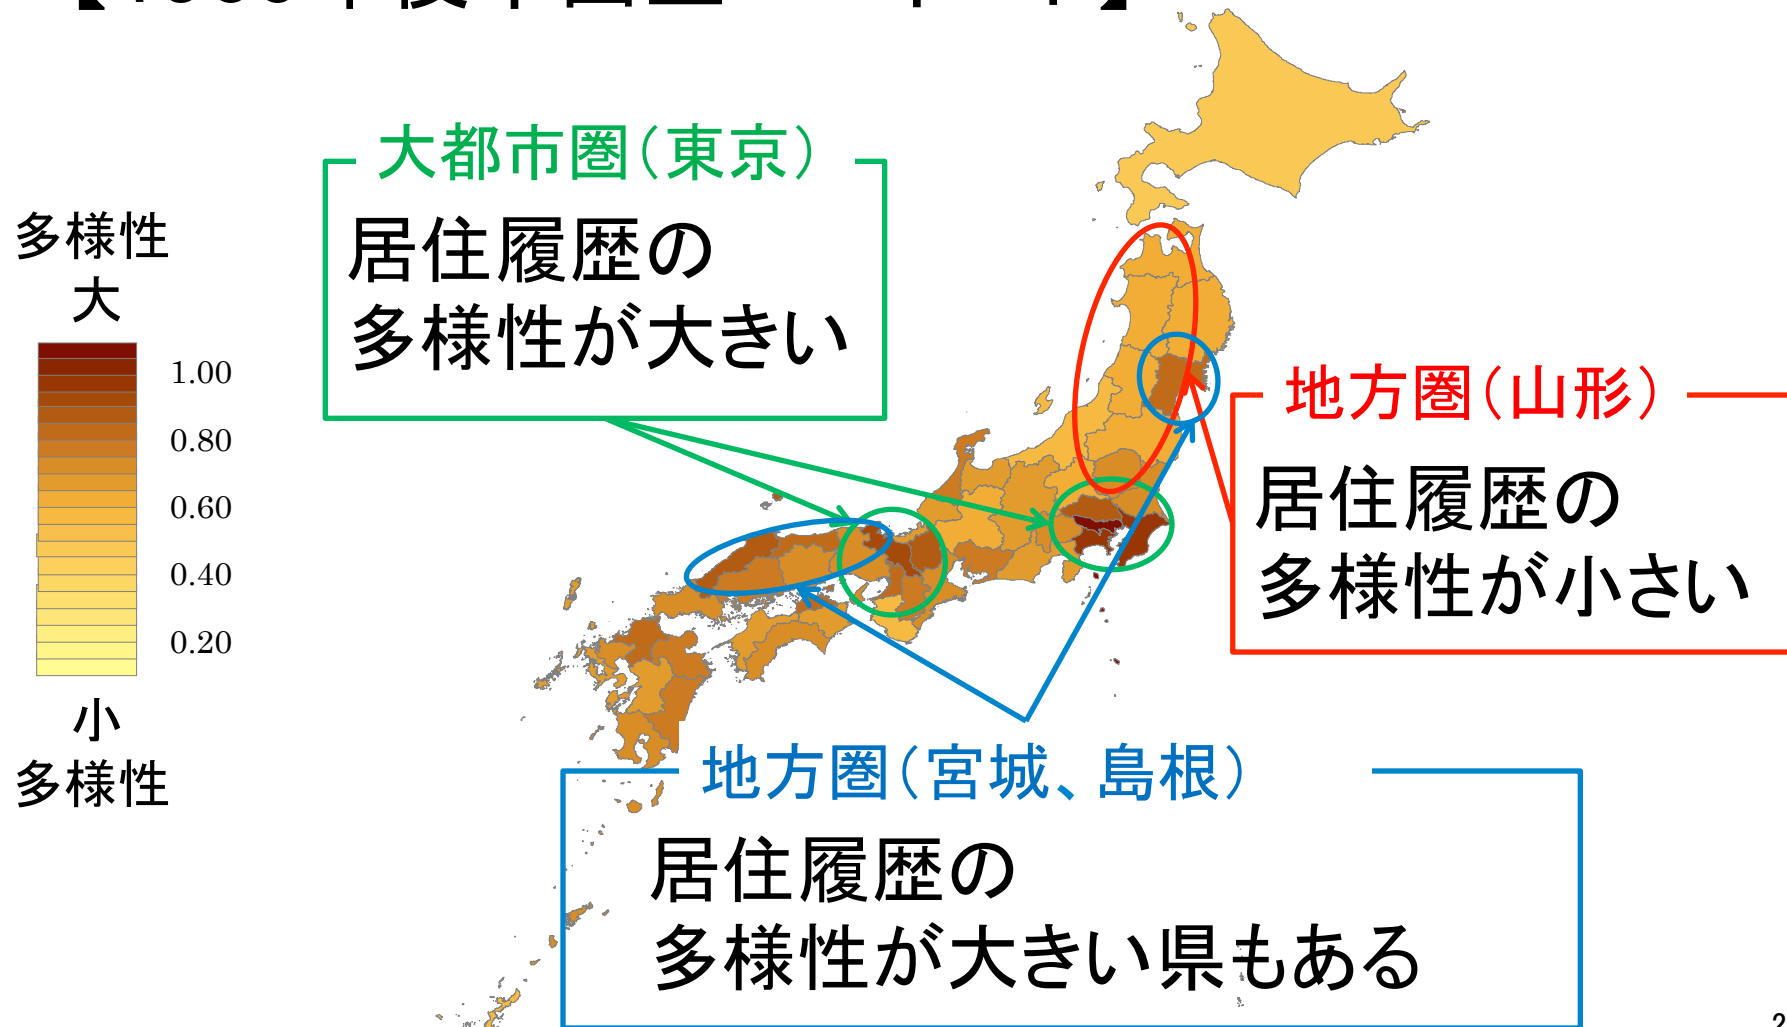 大都市圏(東京)
居住履歴の
多様性が大きい
多様性
大
1.00
0.80
0.60
0.40
0.20
小
多様性
地方圏(山形)
居住履歴の
多様性が小さい
地方圏(宮城、島根)
居住履歴の
多様性が大きい県もある
2